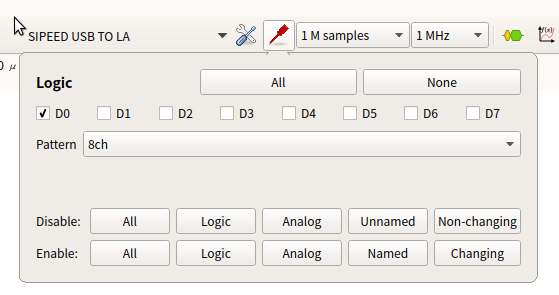 SIPEED USB TO LA 1 M samples 1 MHz f(x)
0 μ
Logic All None
D0 D1 D2 D3 D4 D5 D6 D7
Pattern 8ch
Disable: All Logic Analog Unnamed Non-changing
Enable: All Logic Analog Named Changing